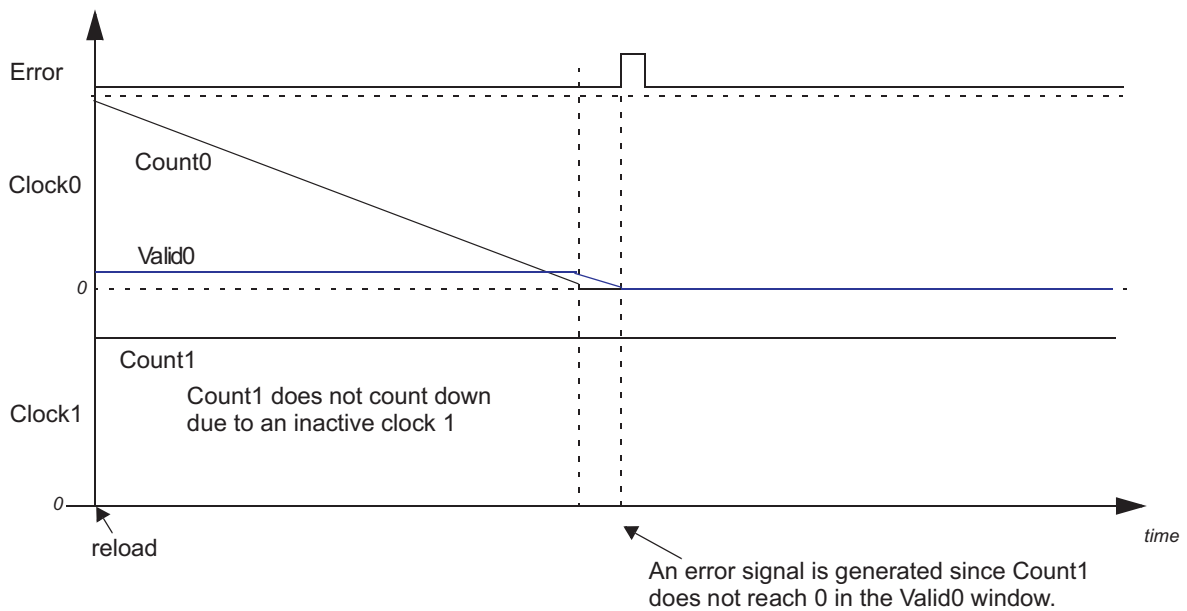 Error
Count0
Clock0
Valid0
0
Count1
Count1 does not count down
due to an inactive clock 1
Clock1
0
reload
time
An error signal is generated since Count1
does not reach 0 in the Valid0 window.